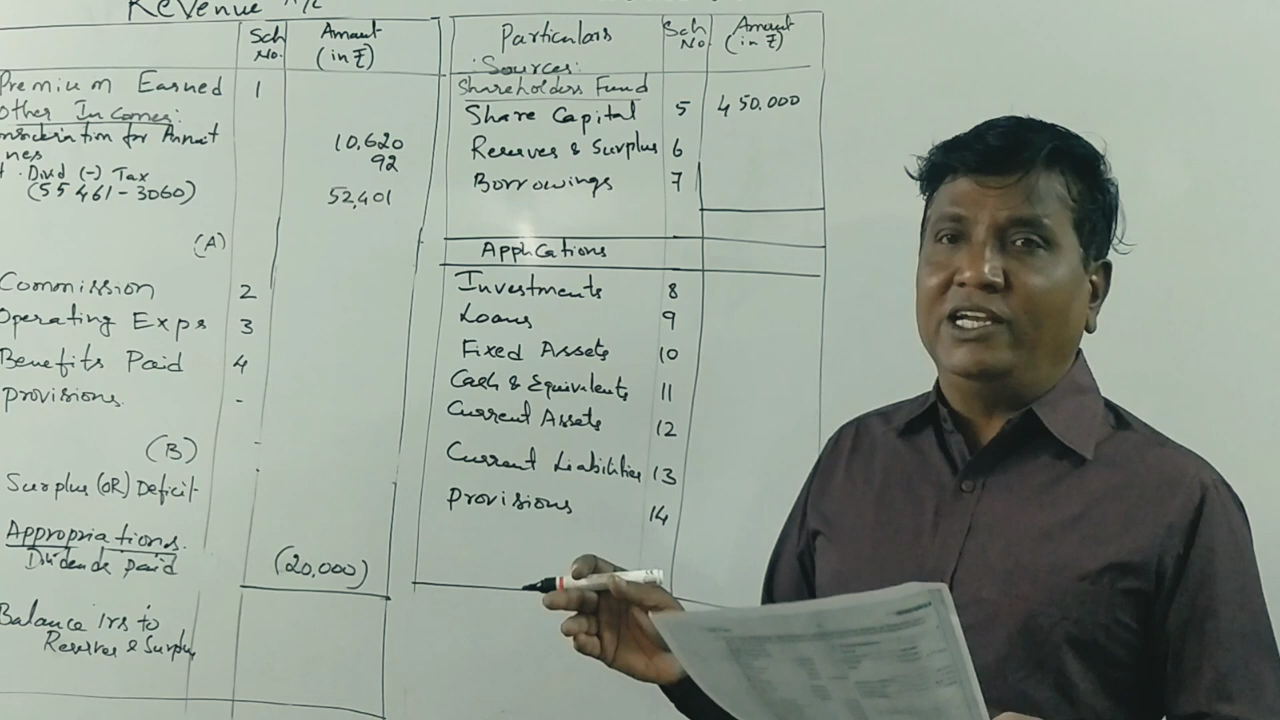 Revenue A/c
Sch No. Amount (in ₹)
Premium Earned 1
Other Incomes:
for Annuit
10,620
nes 92
Divid (-) Tax
(55461-3060) 52,401
(A)
Commission 2
Operating Exps 3
Benefits Paid 4
Provisions. -
(B) -
Surplus (OR) Deficit -
Appropriations.
Dividends paid (20,000)
Balance trs to
Reserves & Surplus
Particulars Sch No Amount (in ₹)
Sources:
Shareholders Fund
Share Capital 5 4 50,000
Reserves & Surplus 6
Borrowings 7
Applications
Investments 8
Loans 9
Fixed Assets 10
Cash & Equivalents 11
Current Assets 12
Current Liabilities 13
Provisions 14